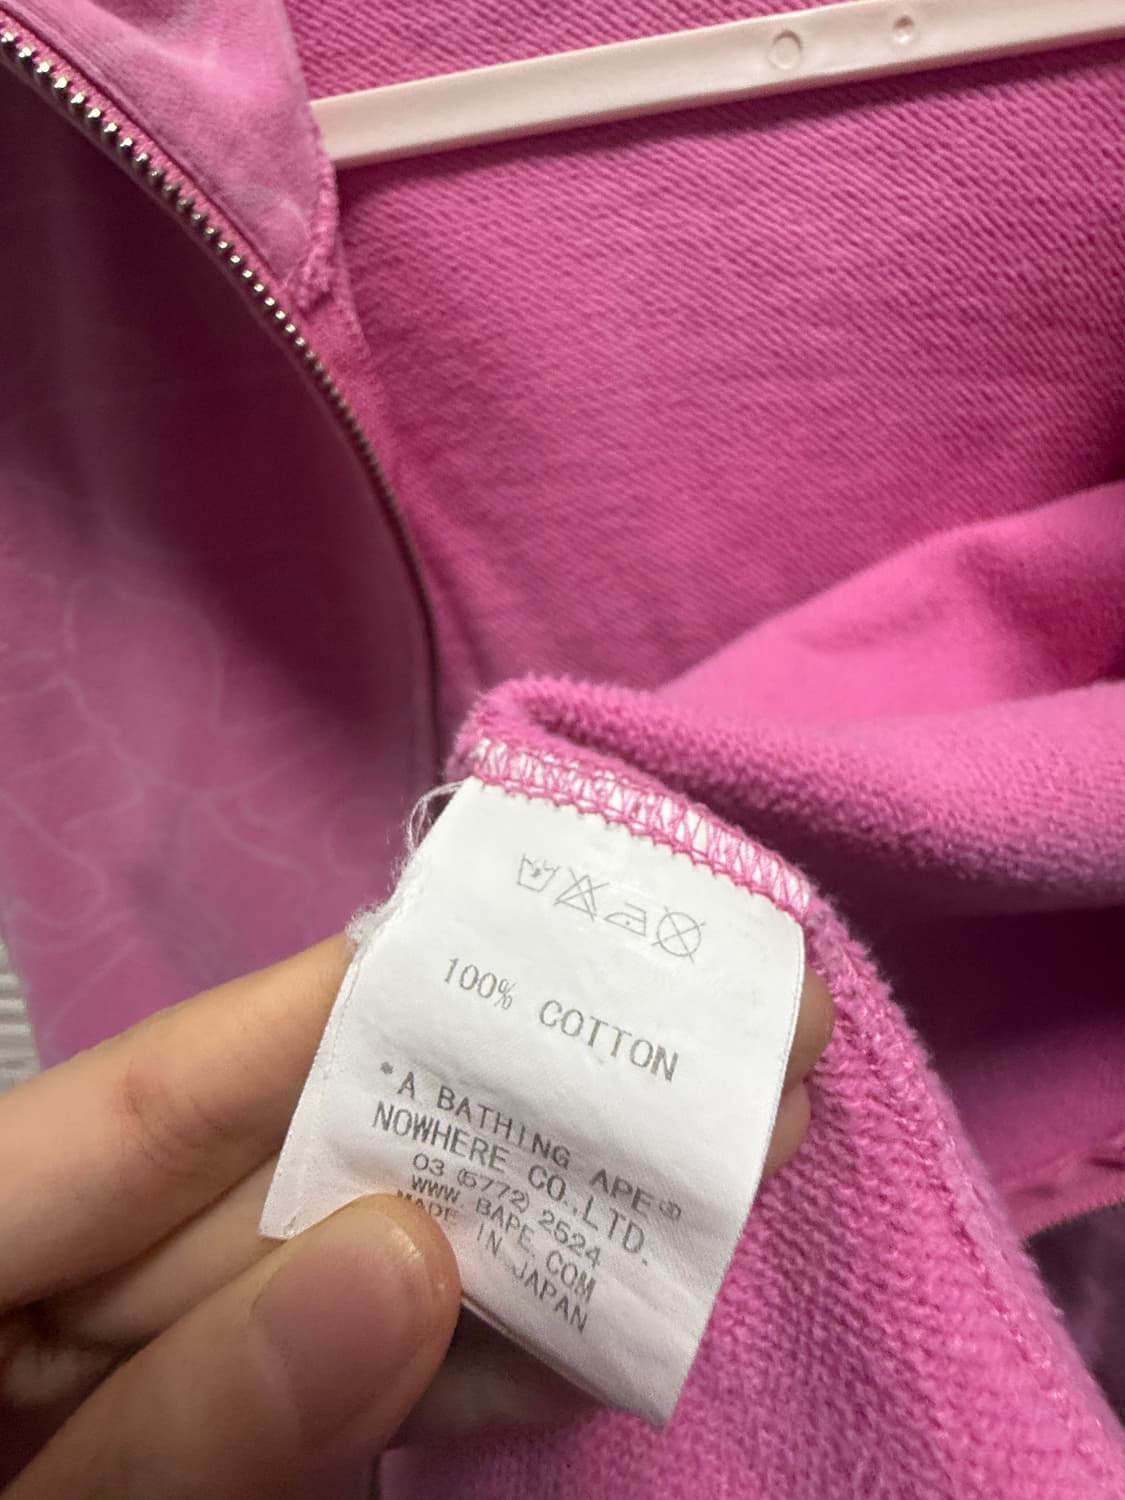 100% COTTON
*A BATHING APE®
NOWHERE CO.,LTD.
03 (5772) 2524
WWW.BAPE.COM
MADE IN JAPAN